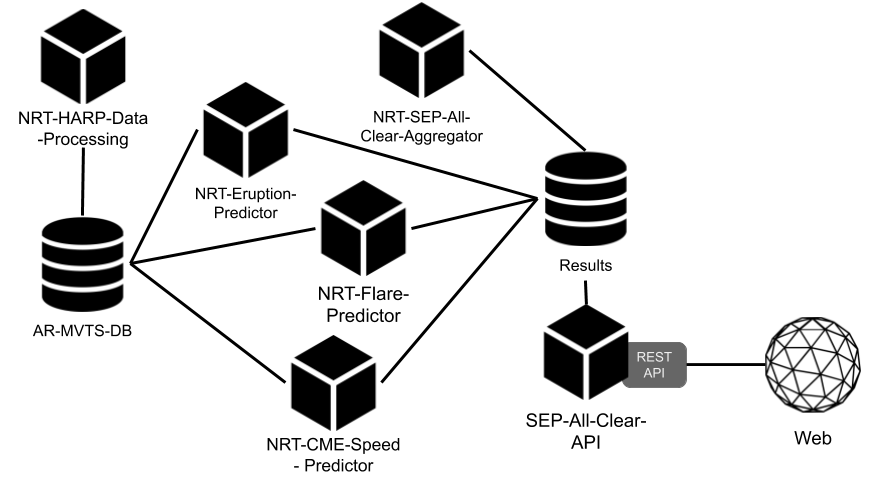 NRT-HARP-Data
-Processing
NRT-SEP-All-
Clear-Aggregator
NRT-Eruption-
Predictor
NRT-Flare-
Predictor
Results
AR-MVTS-DB
REST
API
SEP-All-Clear-
API
Web
NRT-CME-Speed
- Predictor